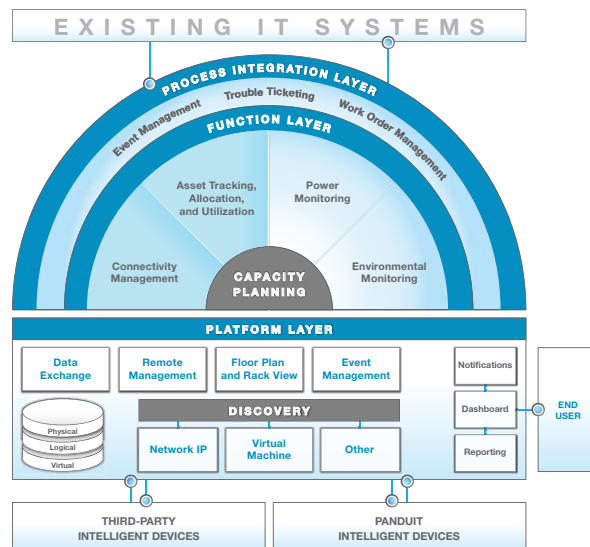 EXISTING IT SYSTEMS
PROCESS INTEGRATION LAYER
Event Management
Trouble Ticketing
Work Order Management
FUNCTION LAYER
Asset Tracking,
Allocation,
and Utilization
Power
Monitoring
Connectivity
Management
Environmental
Monitoring
CAPACITY
PLANNING
PLATFORM LAYER
Data
Exchange
Remote
Management
Floor Plan
and Rack View
Event
Management
Notifications
Dashboard
Reporting
END
USER
DISCOVERY
Physical
Logical
Virtual
Network IP
Virtual
Machine
Other
THIRD-PARTY
INTELLIGENT DEVICES
PANDUIT
INTELLIGENT DEVICES